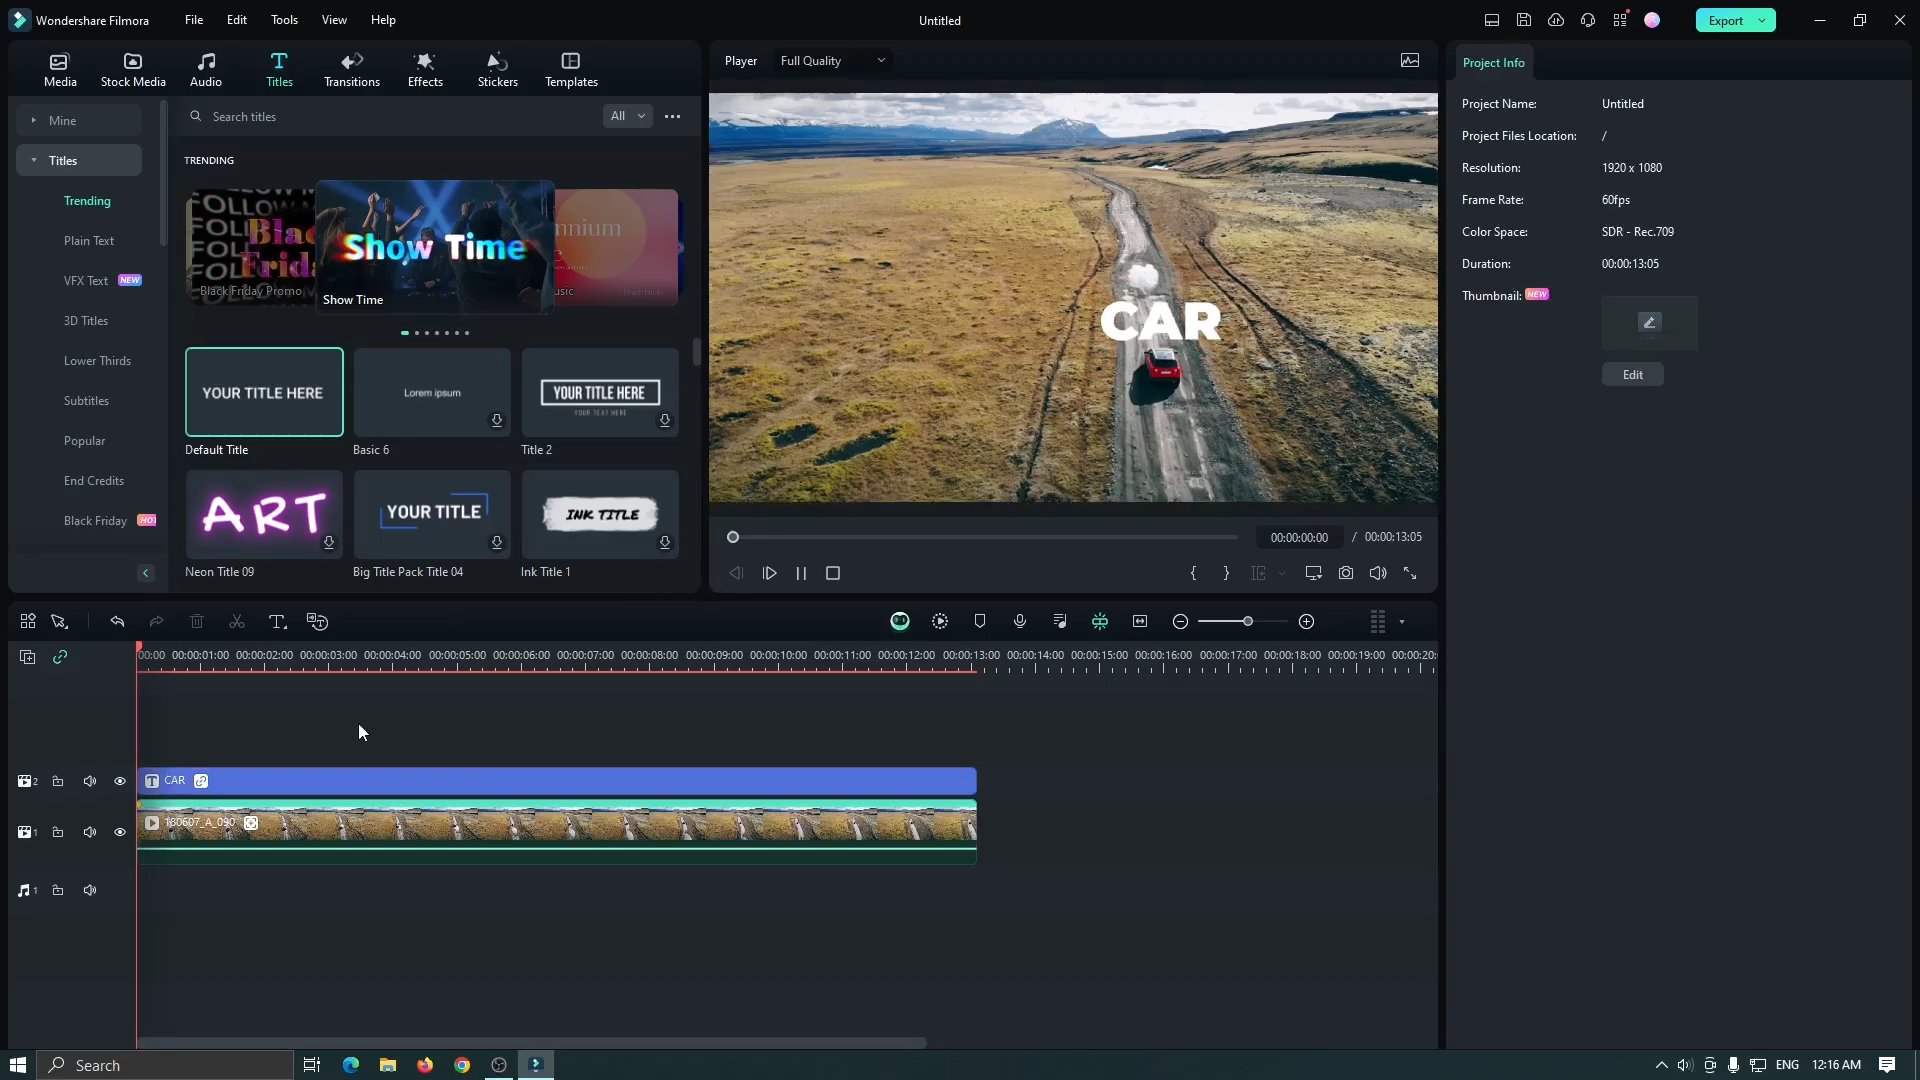 Wondershare Filmora
File
Edit
Tools
View
Help
Untitled
Export
Media
Stock Media
Audio
Titles
Transitions
Effects
Stickers
Templates
Player
Full Quality
Project Info
Mine
Search titles
All
Project Name:
Untitled
Project Files Location:
/
Titles
TRENDING
Resolution:
1920 x 1080
Trending
Frame Rate:
60fps
Plain Text
Color Space:
SDR - Rec.709
VFX Text NEW
Duration:
00:00:13:05
3D Titles
Thumbnail: NEW
Show Time
Black Friday Promo
Show Time
CAR
Lower Thirds
Edit
Subtitles
YOUR TITLE HERE
Lorem ipsum
YOUR TITLE HERE
YOUR TEXT HERE
Popular
Default Title
Basic 6
Title 2
End Credits
Black Friday
ART
YOUR TITLE
INK TITLE
Neon Title 09
Big Title Pack Title 04
Ink Title 1
00:00:00:00
/ 00:00:13:05
{ }
:00:00 00:00:01:00 00:00:02:00 00:00:03:00 00:00:04:00 00:00:05:00 00:00:06:00 00:00:07:00 00:00:08:00 00:00:09:00 00:00:10:00 00:00:11:00 00:00:12:00 00:00:13:00 00:00:14:00 00:00:15:00 00:00:16:00 00:00:17:00 00:00:18:00 00:00:19:00 00:00:20:
2
CAR
1
180607_A_090
1
Search
ENG
12:16 AM